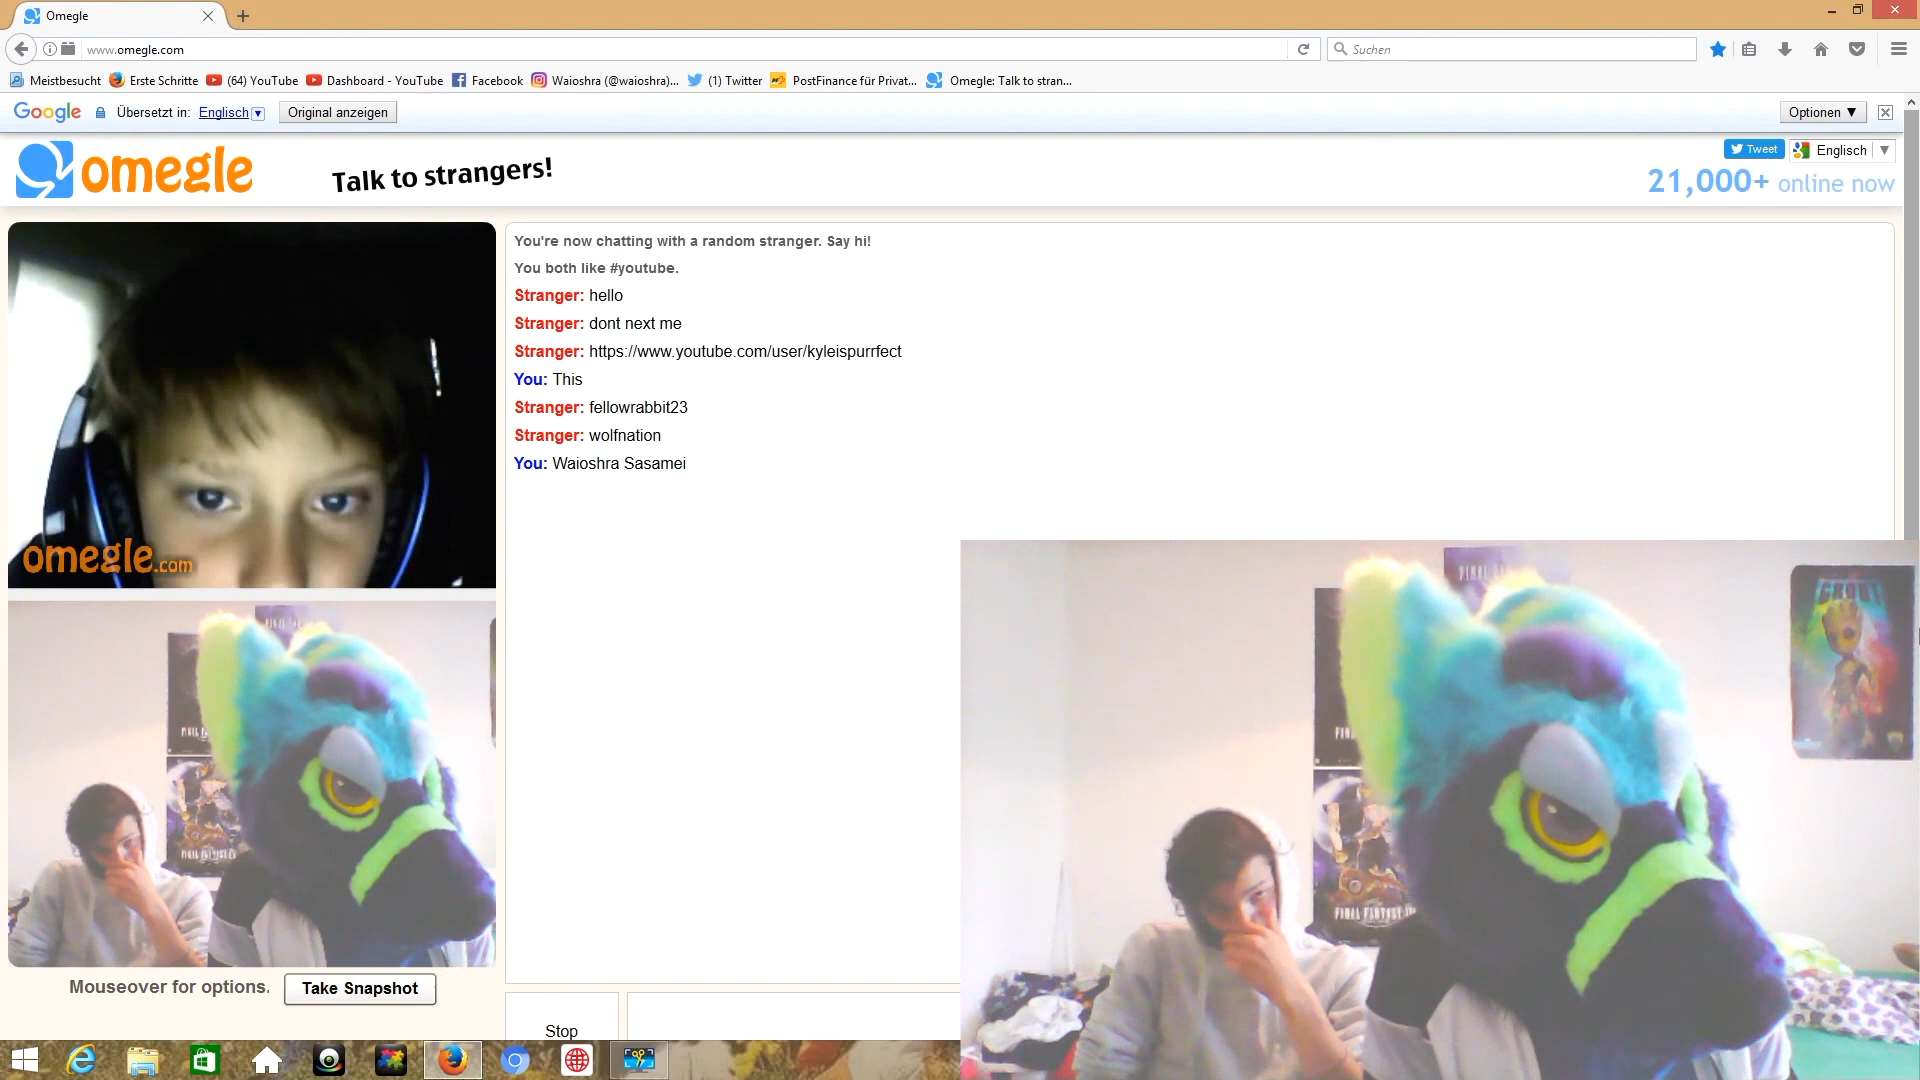 Omegle
www.omegle.com
Suchen
Meistbesucht
Erste Schritte
(64) YouTube
Dashboard - YouTube
Facebook
Waioshra (@waioshra)...
(1) Twitter
PostFinance für Privat...
Omegle: Talk to stran...
Google
Übersetzt in: Englisch
Original anzeigen
Optionen ▼
omegle
Talk to strangers!
Tweet
Englisch ▼
21,000+ online now
You're now chatting with a random stranger. Say hi!
You both like #youtube.
Stranger: hello
Stranger: dont next me
Stranger: https://www.youtube.com/user/kyleispurrfect
You: This
Stranger: fellowrabbit23
Stranger: wolfnation
You: Waioshra Sasamei
omegle.com
Mouseover for options.
Take Snapshot
Stop
FINAL
GROOT
FINAL FANTASY